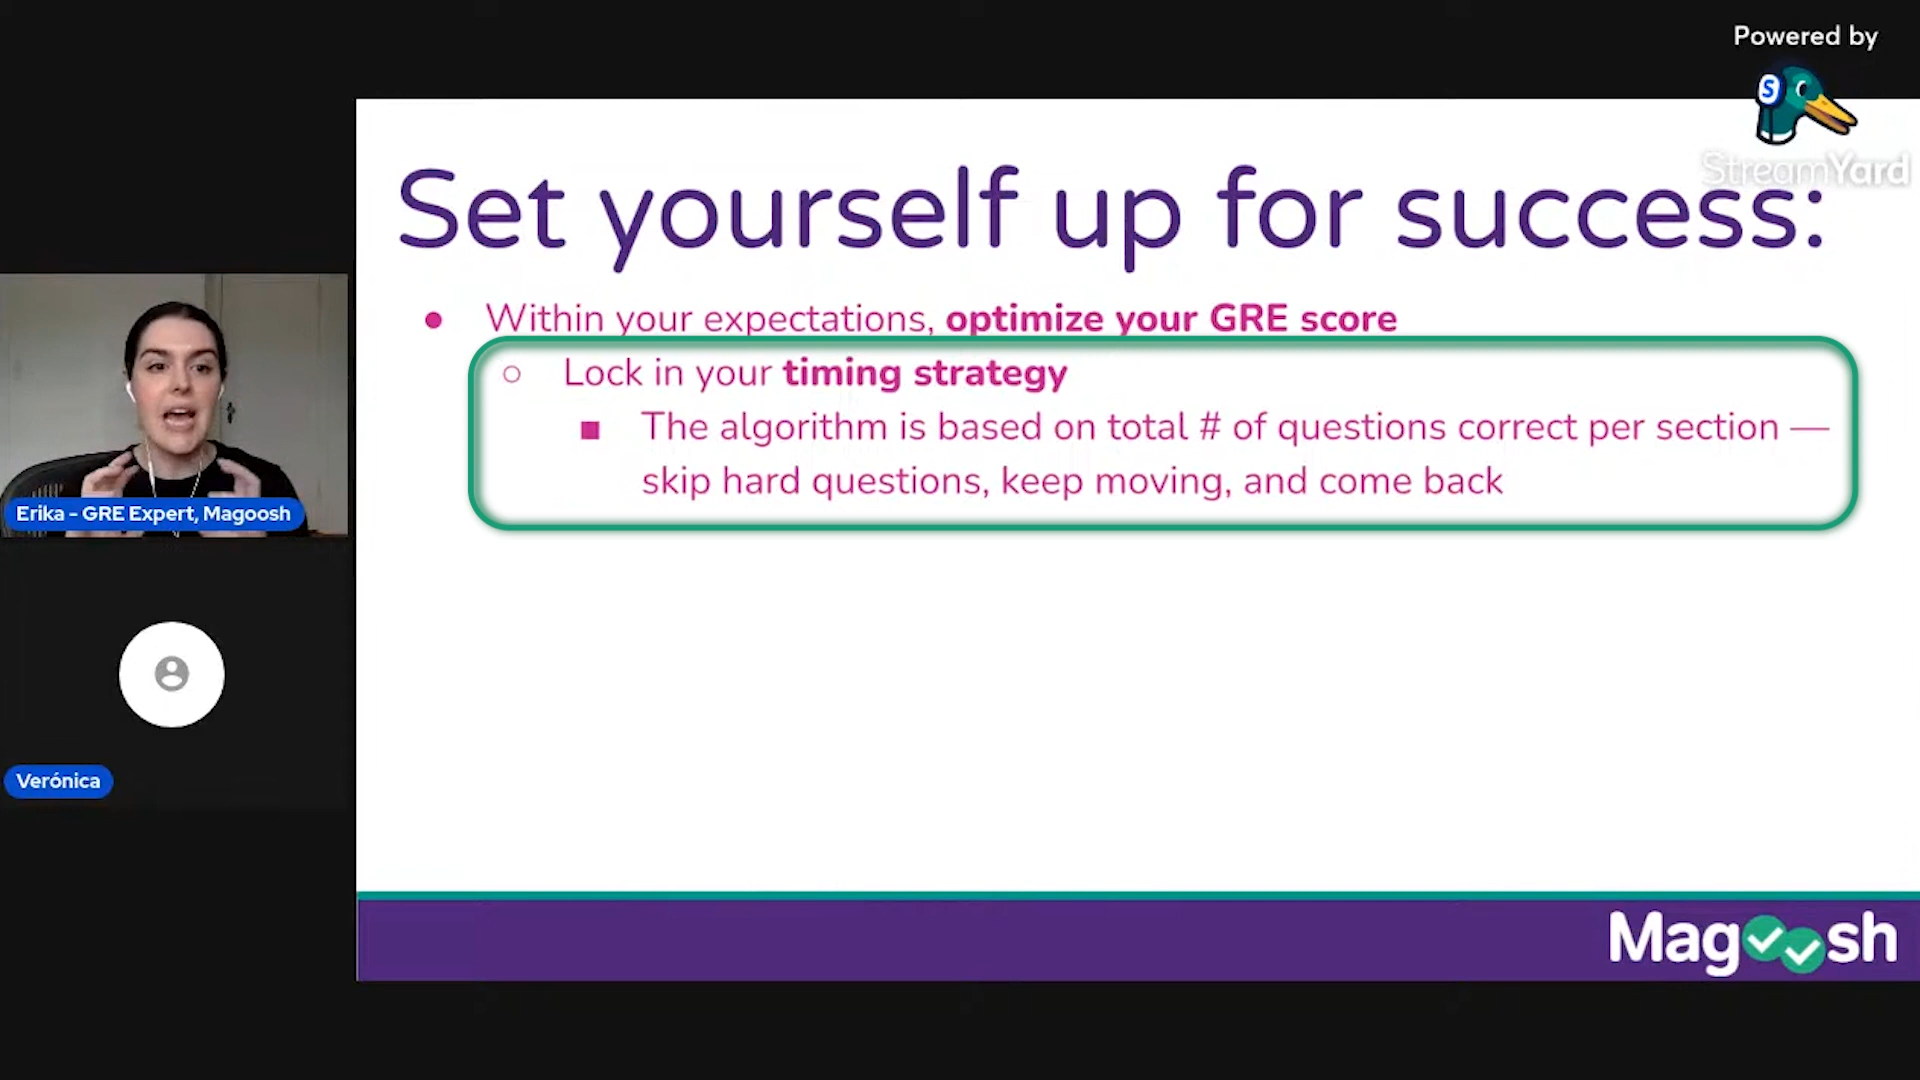 Powered by
S
StreamYard
Set yourself up for success:
● Within your expectations, optimize your GRE score
○ Lock in your timing strategy
■ The algorithm is based on total # of questions correct per section —
skip hard questions, keep moving, and come back
Erika - GRE Expert, Magoosh
Verónica
Magoosh